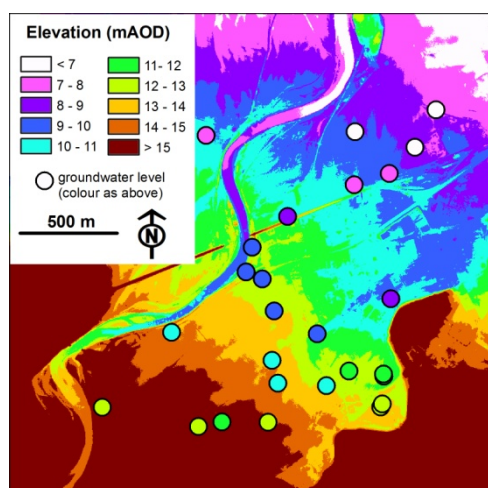 Elevation (mAOD)
< 7
7 - 8
8 - 9
9 - 10
10 - 11
11- 12
12 - 13
13 - 14
14 - 15
> 15
groundwater level
(colour as above)
500 m
N